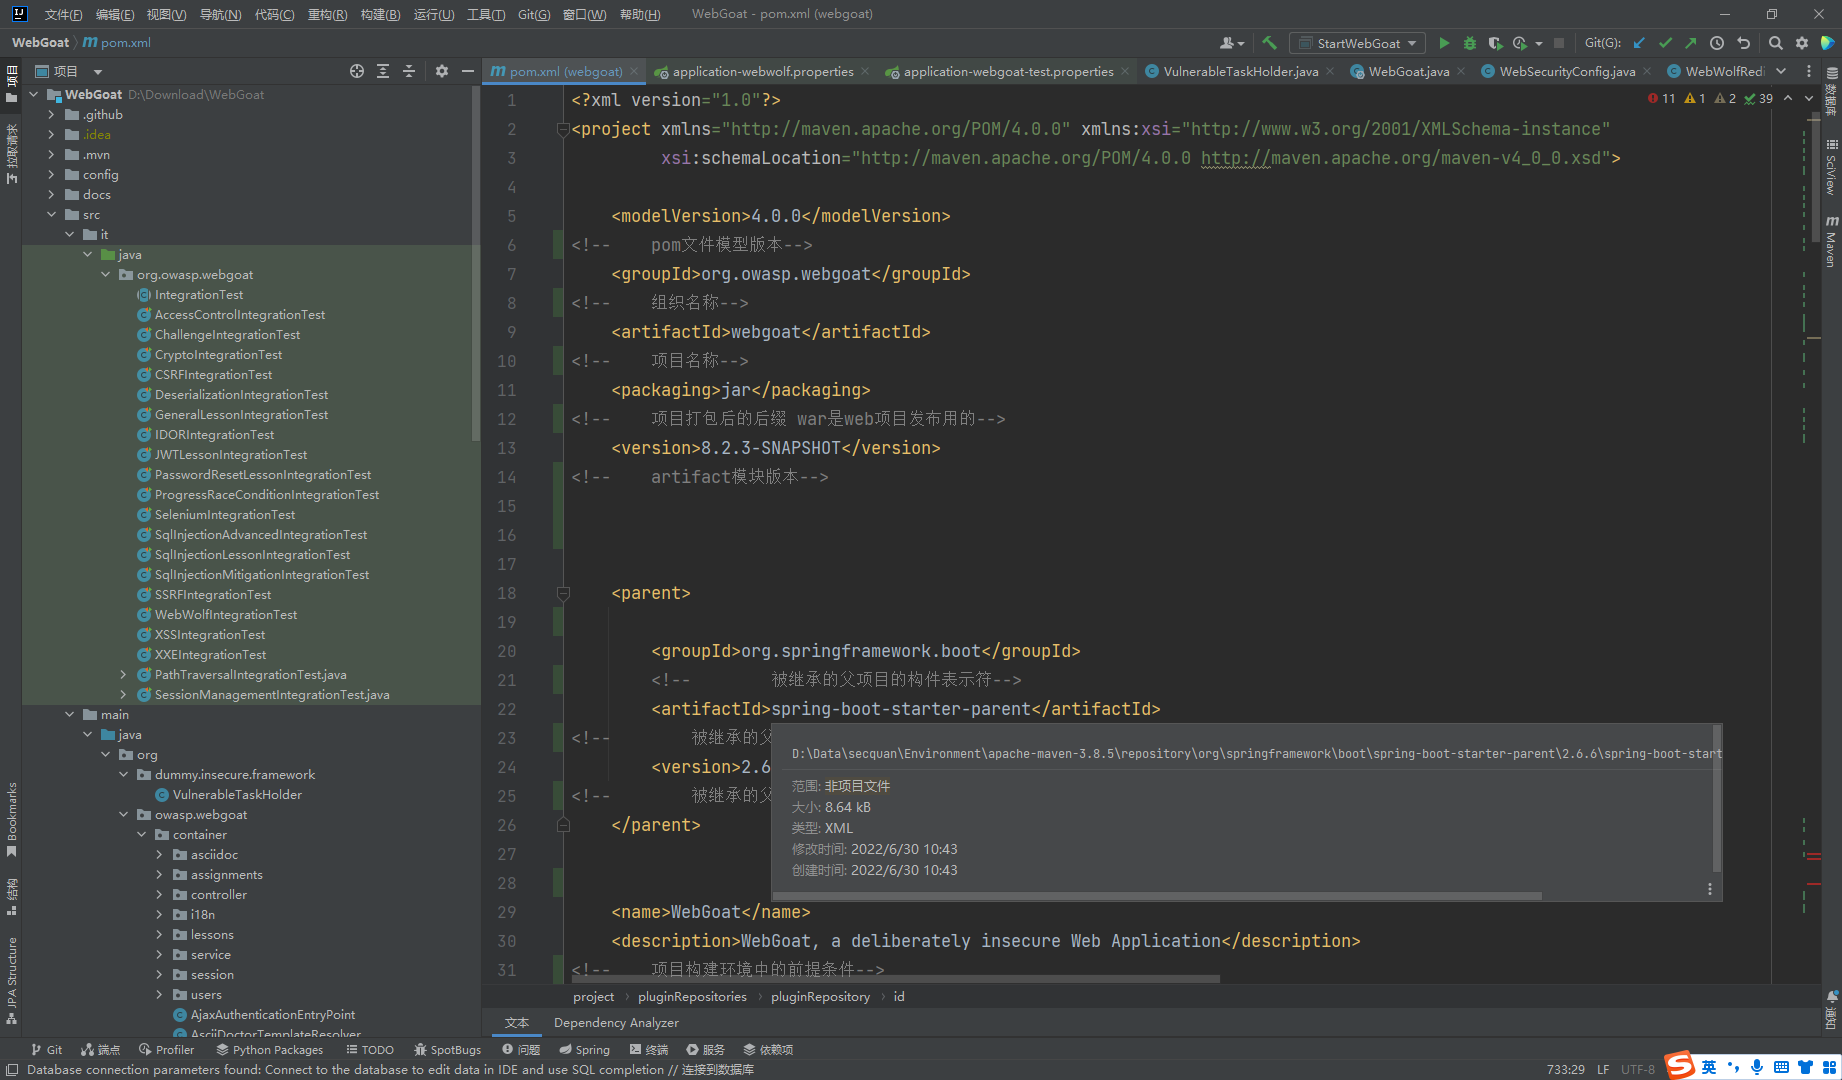 文件(F) 编辑(E) 视图(V) 导航(N) 代码(C) 重构(R) 构建(B) 运行(U) 工具(T) Git(G) 窗口(W) 帮助(H) WebGoat - pom.xml (webgoat)
WebGoat pom.xml StartWebGoat Git(G):
项目
pom.xml (webgoat) application-webwolf.properties application-webgoat-test.properties VulnerableTaskHolder.java WebGoat.java WebSecurityConfig.java WebWolfRedi
11 1 2 39
项目
拉取请求
Bookmarks
结构
JPA Structure
WebGoat D:\Download\WebGoat
.github
.idea
.mvn
config
docs
src
it
java
org.owasp.webgoat
IntegrationTest
AccessControlIntegrationTest
ChallengeIntegrationTest
CryptoIntegrationTest
CSRFIntegrationTest
DeserializationIntegrationTest
GeneralLessonIntegrationTest
IDORIntegrationTest
JWTLessonIntegrationTest
PasswordResetLessonIntegrationTest
ProgressRaceConditionIntegrationTest
SeleniumIntegrationTest
SqlInjectionAdvancedIntegrationTest
SqlInjectionLessonIntegrationTest
SqlInjectionMitigationIntegrationTest
SSRFIntegrationTest
WebWolfIntegrationTest
XSSIntegrationTest
XXEIntegrationTest
PathTraversalIntegrationTest.java
SessionManagementIntegrationTest.java
main
java
org
dummy.insecure.framework
VulnerableTaskHolder
owasp.webgoat
container
asciidoc
assignments
controller
i18n
lessons
service
session
users
AjaxAuthenticationEntryPoint
AsciiDoctorTemplateResolver
1 <?xml version="1.0"?>
2 <project xmlns="http://maven.apache.org/POM/4.0.0" xmlns:xsi="http://www.w3.org/2001/XMLSchema-instance"
3 xsi:schemaLocation="http://maven.apache.org/POM/4.0.0 http://maven.apache.org/maven-v4_0_0.xsd">
4
5 <modelVersion>4.0.0</modelVersion>
6 <!-- pom文件模型版本-->
7 <groupId>org.owasp.webgoat</groupId>
8 <!-- 组织名称-->
9 <artifactId>webgoat</artifactId>
10 <!-- 项目名称-->
11 <packaging>jar</packaging>
12 <!-- 项目打包后的后缀 war是web项目发布用的-->
13 <version>8.2.3-SNAPSHOT</version>
14 <!-- artifact模块版本-->
15
16
17
18 <parent>
19
20 <groupId>org.springframework.boot</groupId>
21 <!-- 被继承的父项目的构件表示符-->
22 <artifactId>spring-boot-starter-parent</artifactId>
23 <!-- 被继承的父
24 <version>2.6
25 <!-- 被继承的父
26 </parent>
27
28
29 <name>WebGoat</name>
30 <description>WebGoat, a deliberately insecure Web Application</description>
31 <!-- 项目构建环境中的前提条件-->
D:\Data\secquan\Environment\apache-maven-3.8.5\repository\org\springframework\boot\spring-boot-starter-parent\2.6.6\spring-boot-start
范围: 非项目文件
大小: 8.64 kB
类型: XML
修改时间: 2022/6/30 10:43
创建时间: 2022/6/30 10:43
数据库
SciView
Maven
通知
project pluginRepositories pluginRepository id
文本 Dependency Analyzer
Git 端点 Profiler Python Packages TODO SpotBugs 问题 Spring 终端 服务 依赖项
Database connection parameters found: Connect to the database to edit data in IDE and use SQL completion // 连接到数据库 733:29 LF UTF-8 英